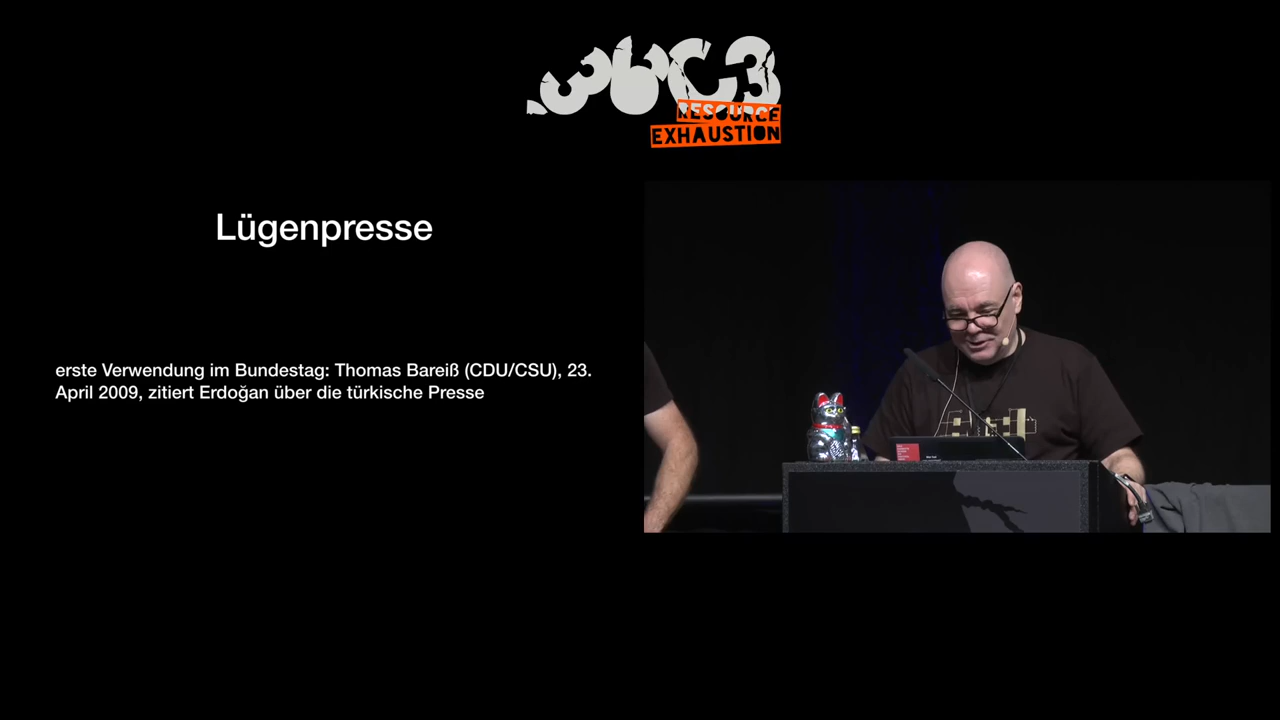 36C3
RESOURCE
EXHAUSTION
Lügenpresse
erste Verwendung im Bundestag: Thomas Bareiß (CDU/CSU), 23.
April 2009, zitiert Erdoğan über die türkische Presse